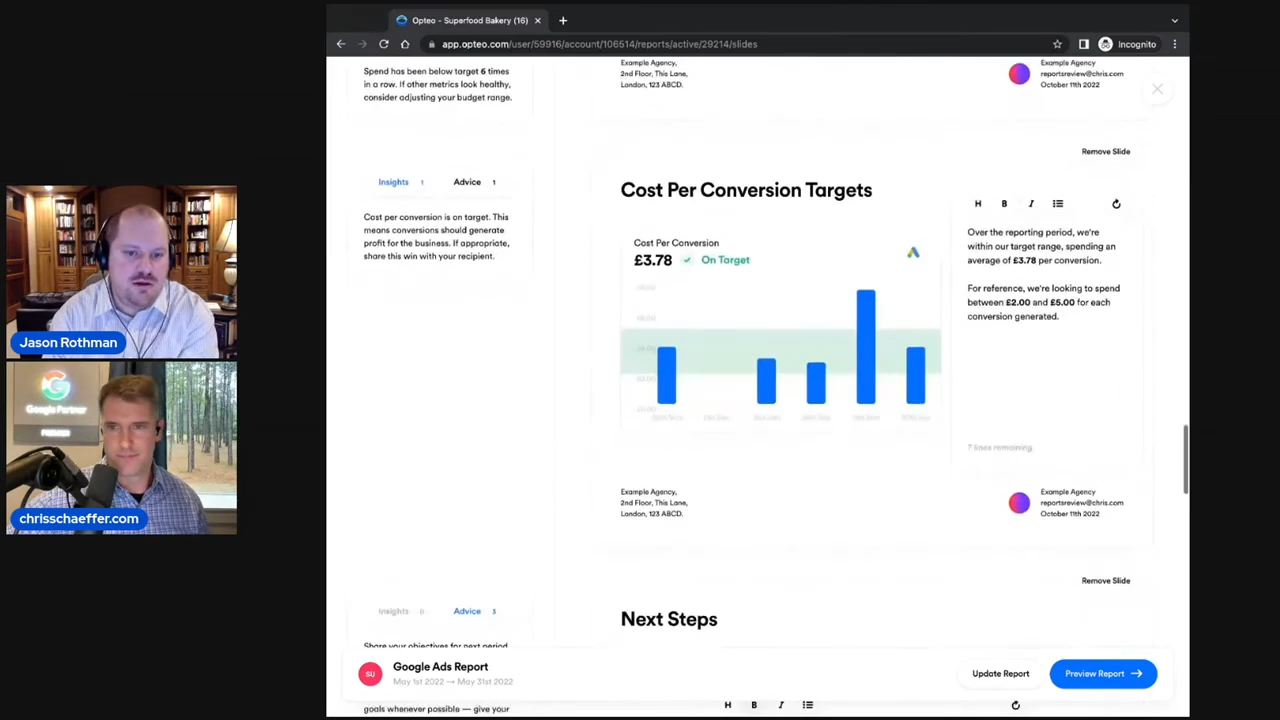 Opteo - Superfood Bakery (16)
app.opteo.com/user/59916/account/106514/reports/active/29214/slides
Incognito
Spend has been below target 6 times
in a row. If other metrics look healthy,
consider adjusting your budget range.
Example Agency,
2nd Floor, This Lane,
London, 123 ABCD.
Example Agency
reportsreview@chris.com
October 11th 2022
Remove Slide
Insights 1
Advice 1
Cost per conversion is on target. This
means conversions should generate
profit for the business. If appropriate,
share this win with your recipient.
Cost Per Conversion Targets
Cost Per Conversion
£3.78 On Target
H B I
Over the reporting period, we're
within our target range, spending an
average of £3.78 per conversion.
For reference, we're looking to spend
between £2.00 and £5.00 for each
conversion generated.
7 lines remaining
Example Agency,
2nd Floor, This Lane,
London, 123 ABCD.
Example Agency
reportsreview@chris.com
October 11th 2022
Remove Slide
Insights 0
Advice 3
Next Steps
Share your objectives for next period
SU
Google Ads Report
May 1st 2022 → May 31st 2022
Update Report
Preview Report →
goals whenever possible — give your
H B I
Jason Rothman
Google Partner
PREMIER
chrisschaeffer.com